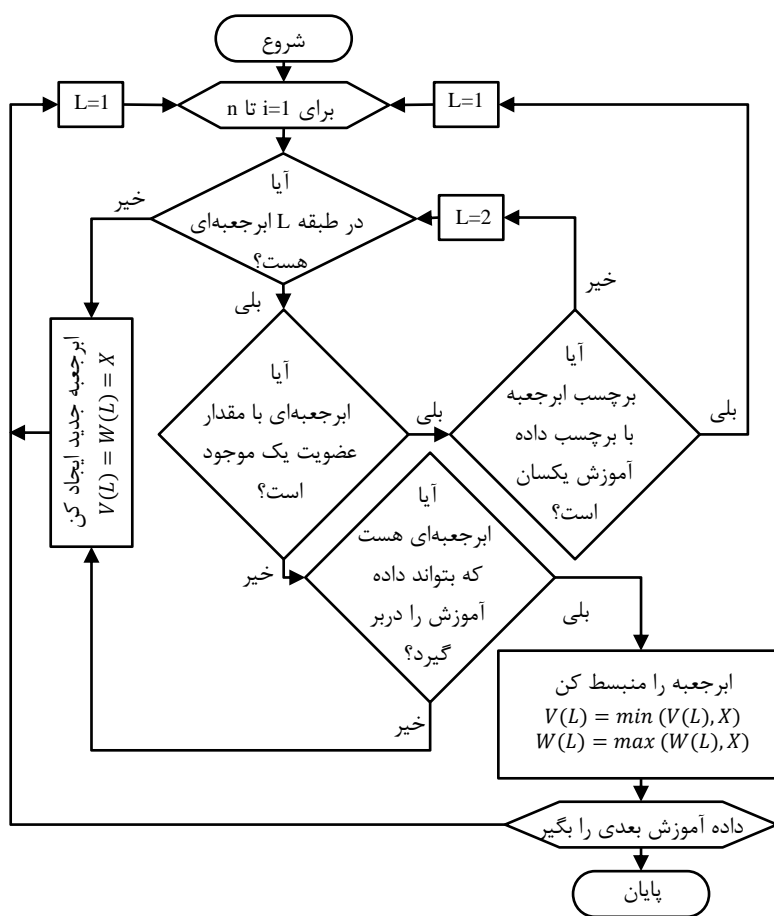 شروع
L=1
برای i=1 تا n
L=1
آیا
در طبقه L ابرجعبه‌ای
هست؟
خیر
بلی
L=2
خیر
ابرجعبه جدید ایجاد کن
V(L) = W(L) = X
آیا
ابرجعبه‌ای با مقدار
عضویت یک موجود
است؟
بلی
خیر
آیا
برچسب ابرجعبه
با برچسب داده
آموزش یکسان
است؟
بلی
آیا
ابرجعبه‌ای هست
که بتواند داده
آموزش را دربر
گیرد؟
بلی
خیر
ابرجعبه را منبسط کن
V(L) = min (V(L), X)
W(L) = max (W(L), X)
داده آموزش بعدی را بگیر
پایان